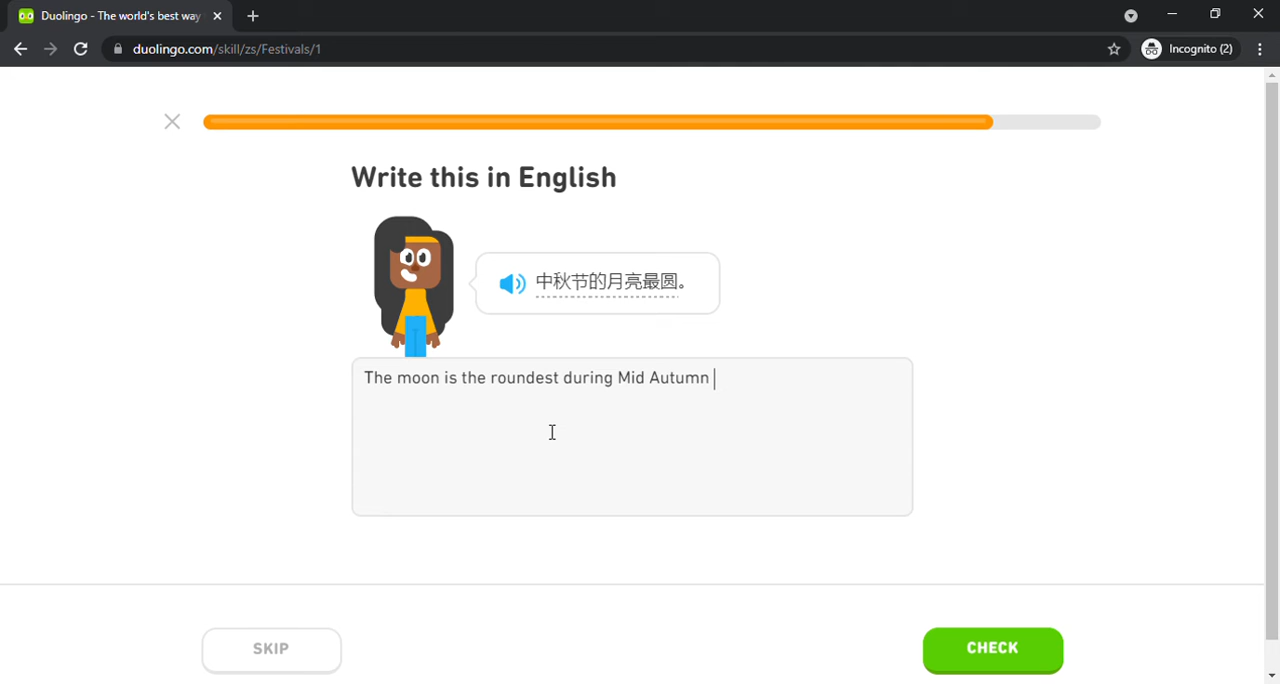 Duolingo - The world's best way
duolingo.com/skill/zs/Festivals/1
Incognito (2)
Write this in English
中秋节的月亮最圆。
The moon is the roundest during Mid Autumn
SKIP
CHECK